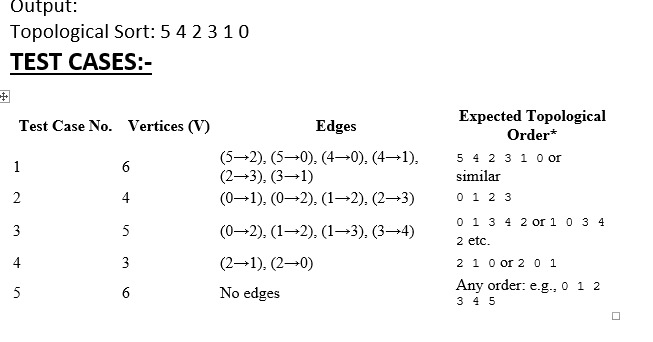 Output:
Topological Sort: 5 4 2 3 1 0
TEST CASES:-
Test Case No. Vertices (V) Edges Expected Topological
Order*
1 6 (5→2), (5→0), (4→0), (4→1), 5 4 2 3 1 0 or
(2→3), (3→1) similar
2 4 (0→1), (0→2), (1→2), (2→3) 0 1 2 3
3 5 (0→2), (1→2), (1→3), (3→4) 0 1 3 4 2 or 1 0 3 4
2 etc.
4 3 (2→1), (2→0) 2 1 0 or 2 0 1
5 6 No edges Any order: e.g., 0 1 2
3 4 5